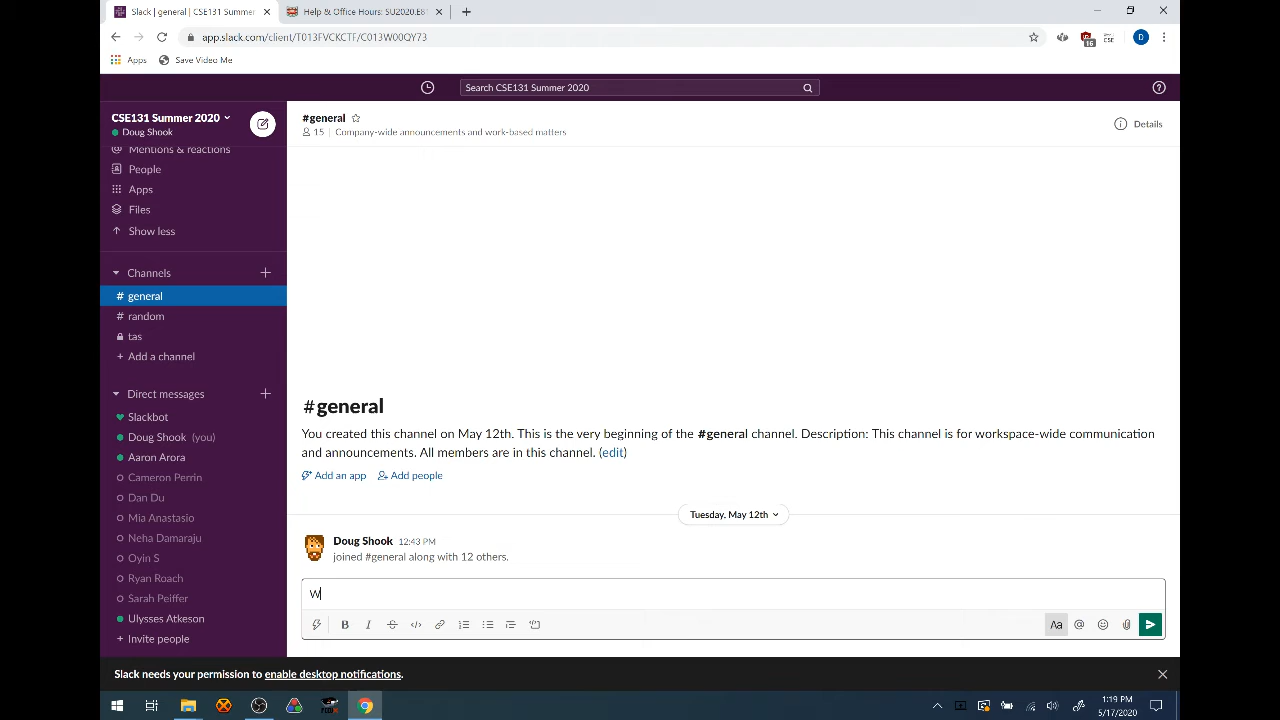 Slack | general | CSE131 Summer
Help & Office Hours: SU2020.E81
app.slack.com/client/T013FVCKCTF/C013W00QY73
16
CSE
D
Apps
Save Video Me
Search CSE131 Summer 2020
CSE131 Summer 2020
Doug Shook
#general
15 | Company-wide announcements and work-based matters
Details
Mentions & reactions
People
Apps
Files
Show less
Channels
# general
# random
tas
+ Add a channel
Direct messages
Slackbot
Doug Shook (you)
Aaron Arora
Cameron Perrin
Dan Du
Mia Anastasio
Neha Damaraju
Oyin S
Ryan Roach
Sarah Peiffer
Ulysses Atkeson
+ Invite people
#general
You created this channel on May 12th. This is the very beginning of the #general channel. Description: This channel is for workspace-wide communication
and announcements. All members are in this channel. (edit)
Add an app
Add people
Tuesday, May 12th
Doug Shook 12:43 PM
joined #general along with 12 others.
W
B I S </>
Aa @
Slack needs your permission to enable desktop notifications.
1:19 PM
5/17/2020